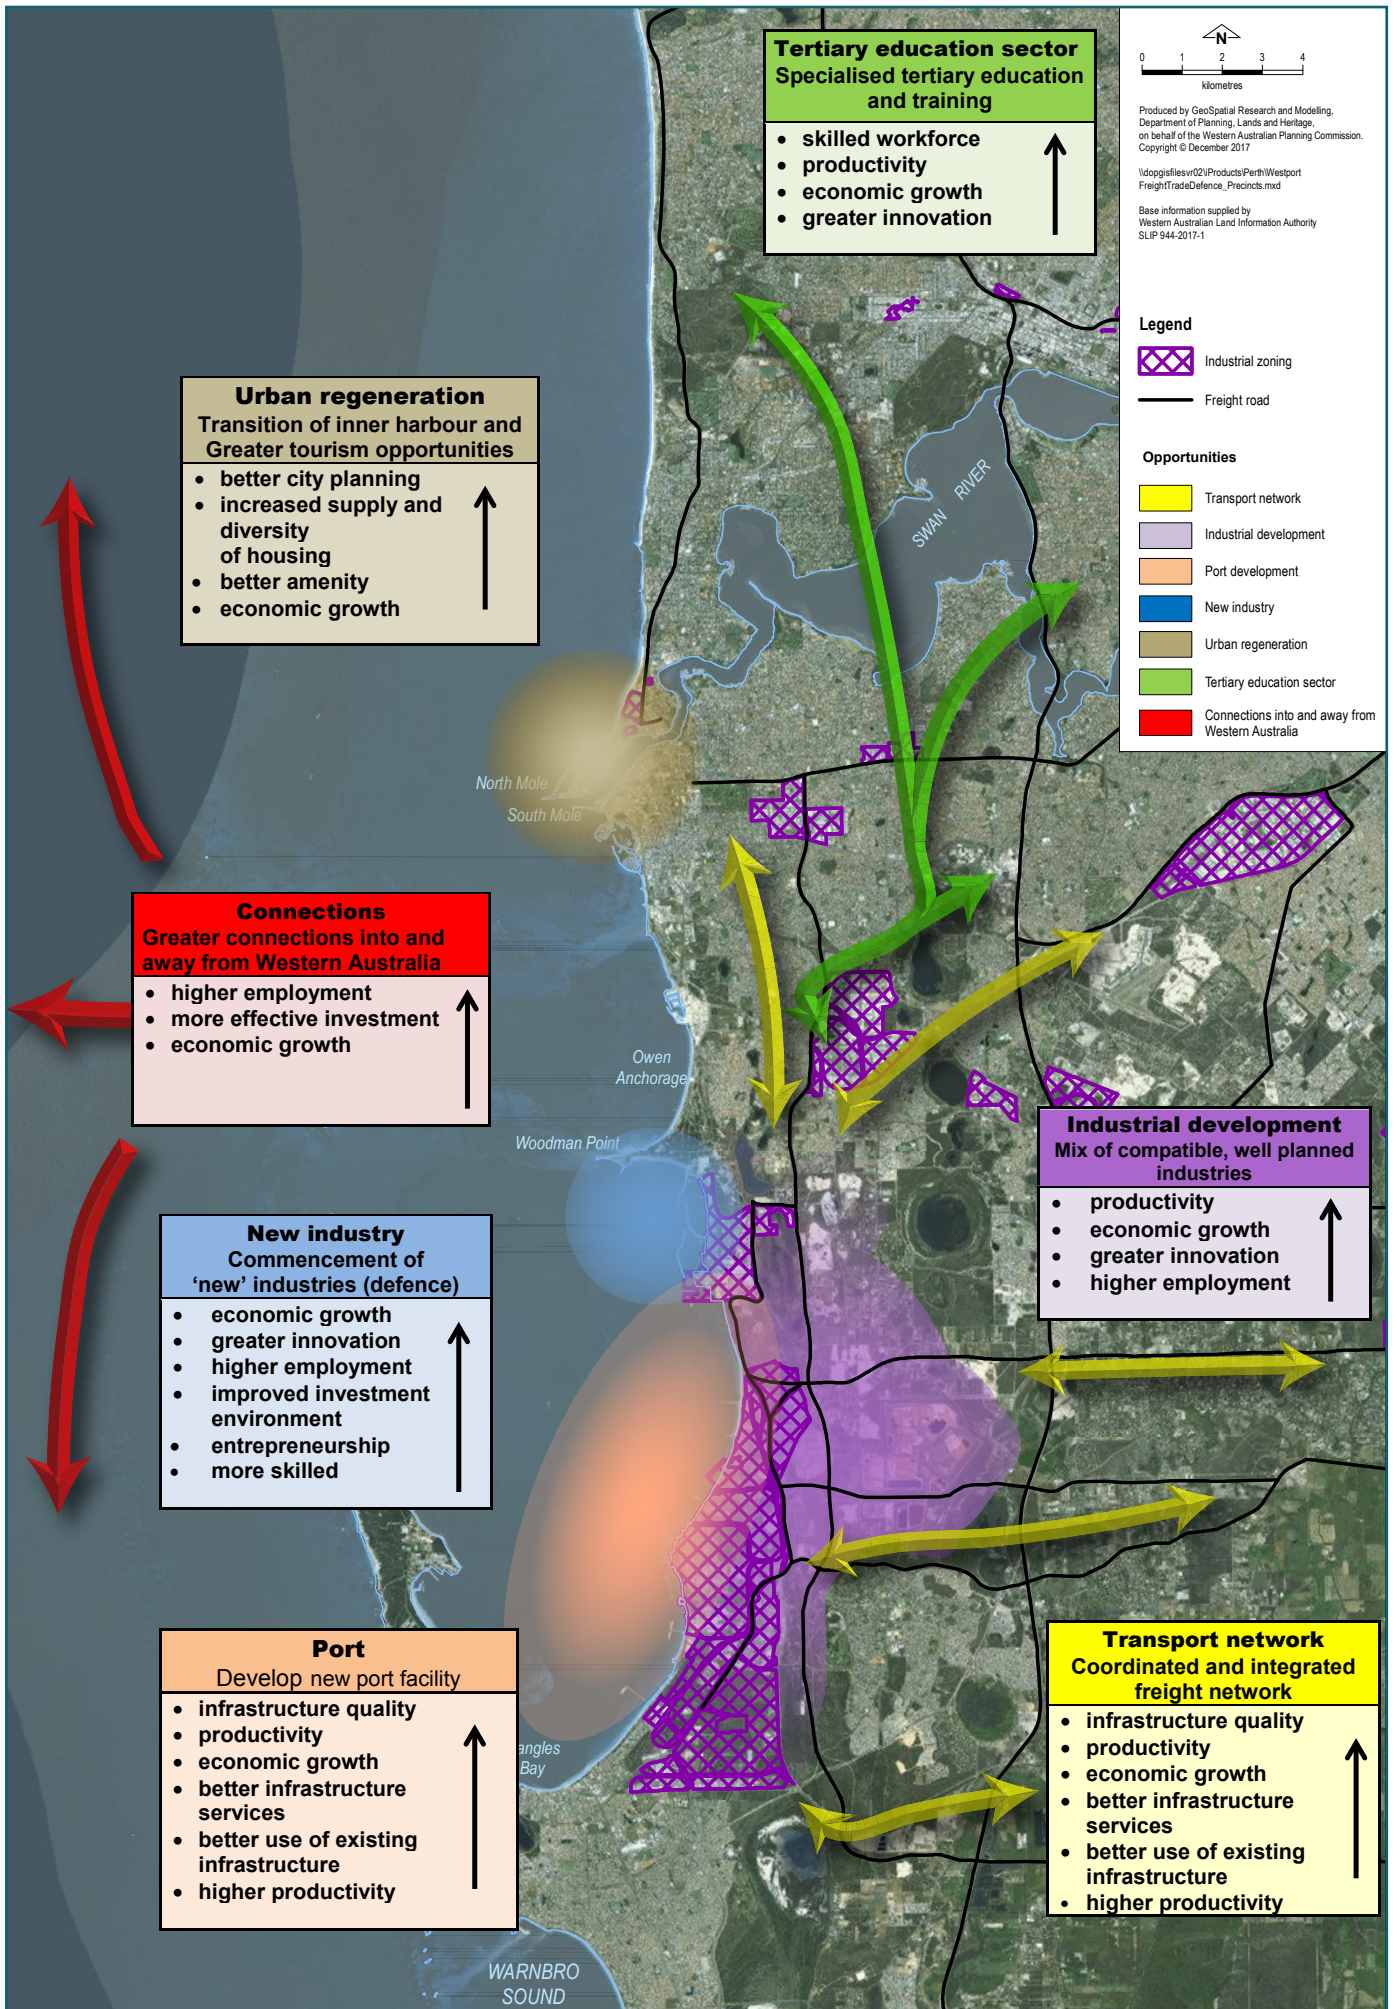 Tertiary education sector
Specialised tertiary education
and training
• skilled workforce
• productivity
• economic growth
• greater innovation
N
0 1 2 3 4
kilometres
Produced by GeoSpatial Research and Modelling,
Department of Planning, Lands and Heritage,
on behalf of the Western Australian Planning Commission.
Copyright © December 2017
\\dopgisfilesvr02\iProducts\Perth\Westport
FreightTradeDefence_Precincts.mxd
Base information supplied by
Western Australian Land Information Authority
SLIP 944-2017-1
Legend
Industrial zoning
Freight road
Opportunities
Transport network
Industrial development
Port development
New industry
Urban regeneration
Tertiary education sector
Connections into and away from
Western Australia
Urban regeneration
Transition of inner harbour and
Greater tourism opportunities
• better city planning
• increased supply and
diversity
of housing
• better amenity
• economic growth
SWAN RIVER
North Mole
South Mole
Connections
Greater connections into and
away from Western Australia
• higher employment
• more effective investment
• economic growth
Owen
Anchorage
Woodman Point
Industrial development
Mix of compatible, well planned
industries
• productivity
• economic growth
• greater innovation
• higher employment
New industry
Commencement of
‘new’ industries (defence)
• economic growth
• greater innovation
• higher employment
• improved investment
environment
• entrepreneurship
• more skilled
Port
Develop new port facility
• infrastructure quality
• productivity
• economic growth
• better infrastructure
services
• better use of existing
infrastructure
• higher productivity
angles
Bay
Transport network
Coordinated and integrated
freight network
• infrastructure quality
• productivity
• economic growth
• better infrastructure
services
• better use of existing
infrastructure
• higher productivity
WARNBRO
SOUND